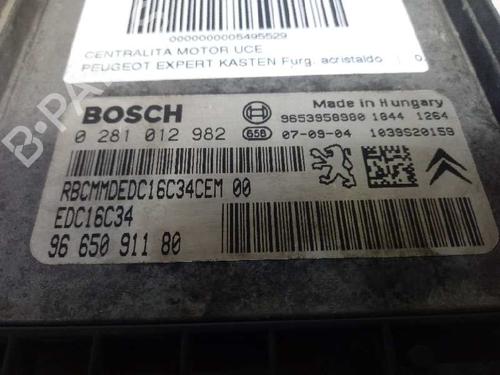 0000000005495529
CENTRALITA MOTOR UCE
PEUGEOT EXPERT KASTEN Furg. acristaldo
BOSCH
Made in Hungary
9653958980 1844 1264
0 281 012 982 65B 07-09-04 1039S20159
RBCMMDEDC16C34CEM 00
EDC16C34
96 650 911 80